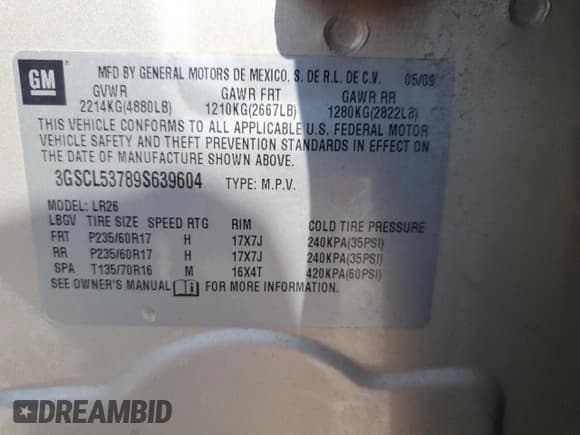 GM
MFD BY GENERAL MOTORS DE MEXICO, S. DE R.L. DE C.V. 05/09
GVWR GAWR FRT GAWR RR
2214KG(4880LB) 1210KG(2667LB) 1280KG(2822LB)
THIS VEHICLE CONFORMS TO ALL APPLICABLE U.S. FEDERAL MOTOR
VEHICLE SAFETY AND THEFT PREVENTION STANDARDS IN EFFECT ON
THE DATE OF MANUFACTURE SHOWN ABOVE.
3GSCL53789S639604 TYPE: M.P.V.
MODEL: LR26
LBGV TIRE SIZE SPEED RTG RIM COLD TIRE PRESSURE
FRT P235/60R17 H 17X7J 240KPA(35PSI)
RR P235/60R17 H 17X7J 240KPA(35PSI)
SPA T135/70R16 M 16X4T 420KPA(60PSI)
SEE OWNER'S MANUAL FOR MORE INFORMATION.
DREAMBID